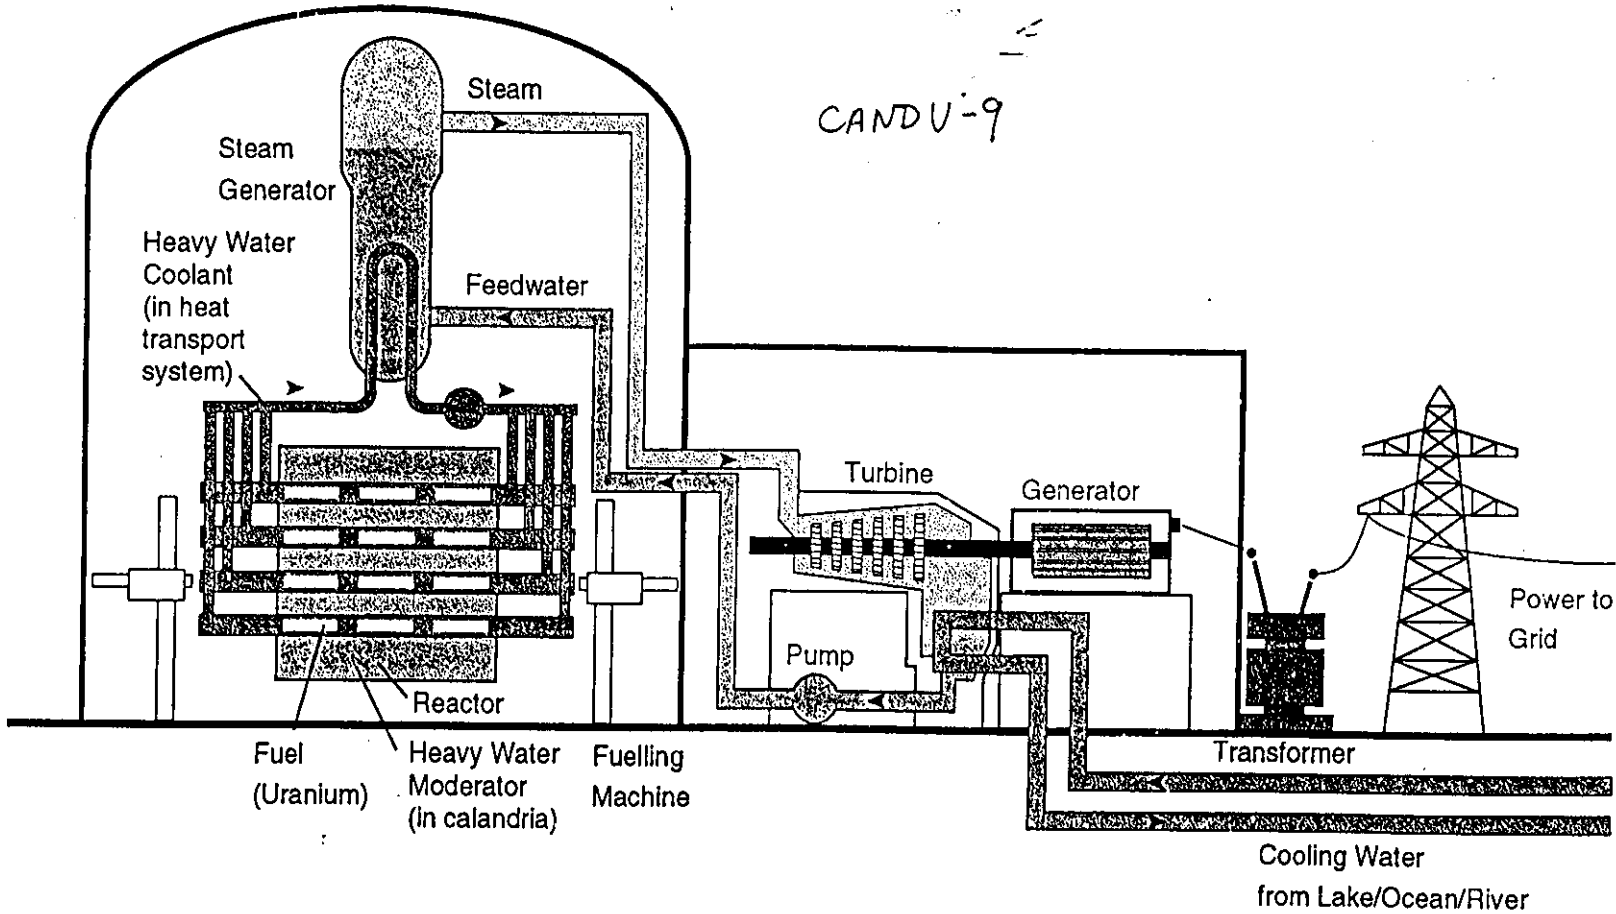 CANDU-9
Steam
Steam
Generator
Heavy Water
Coolant
(in heat
transport
system)
Feedwater
Turbine
Generator
Power to
Grid
Pump
Reactor
Fuel
(Uranium)
Heavy Water
Moderator
(in calandria)
Fuelling
Machine
Transformer
Cooling Water
from Lake/Ocean/River